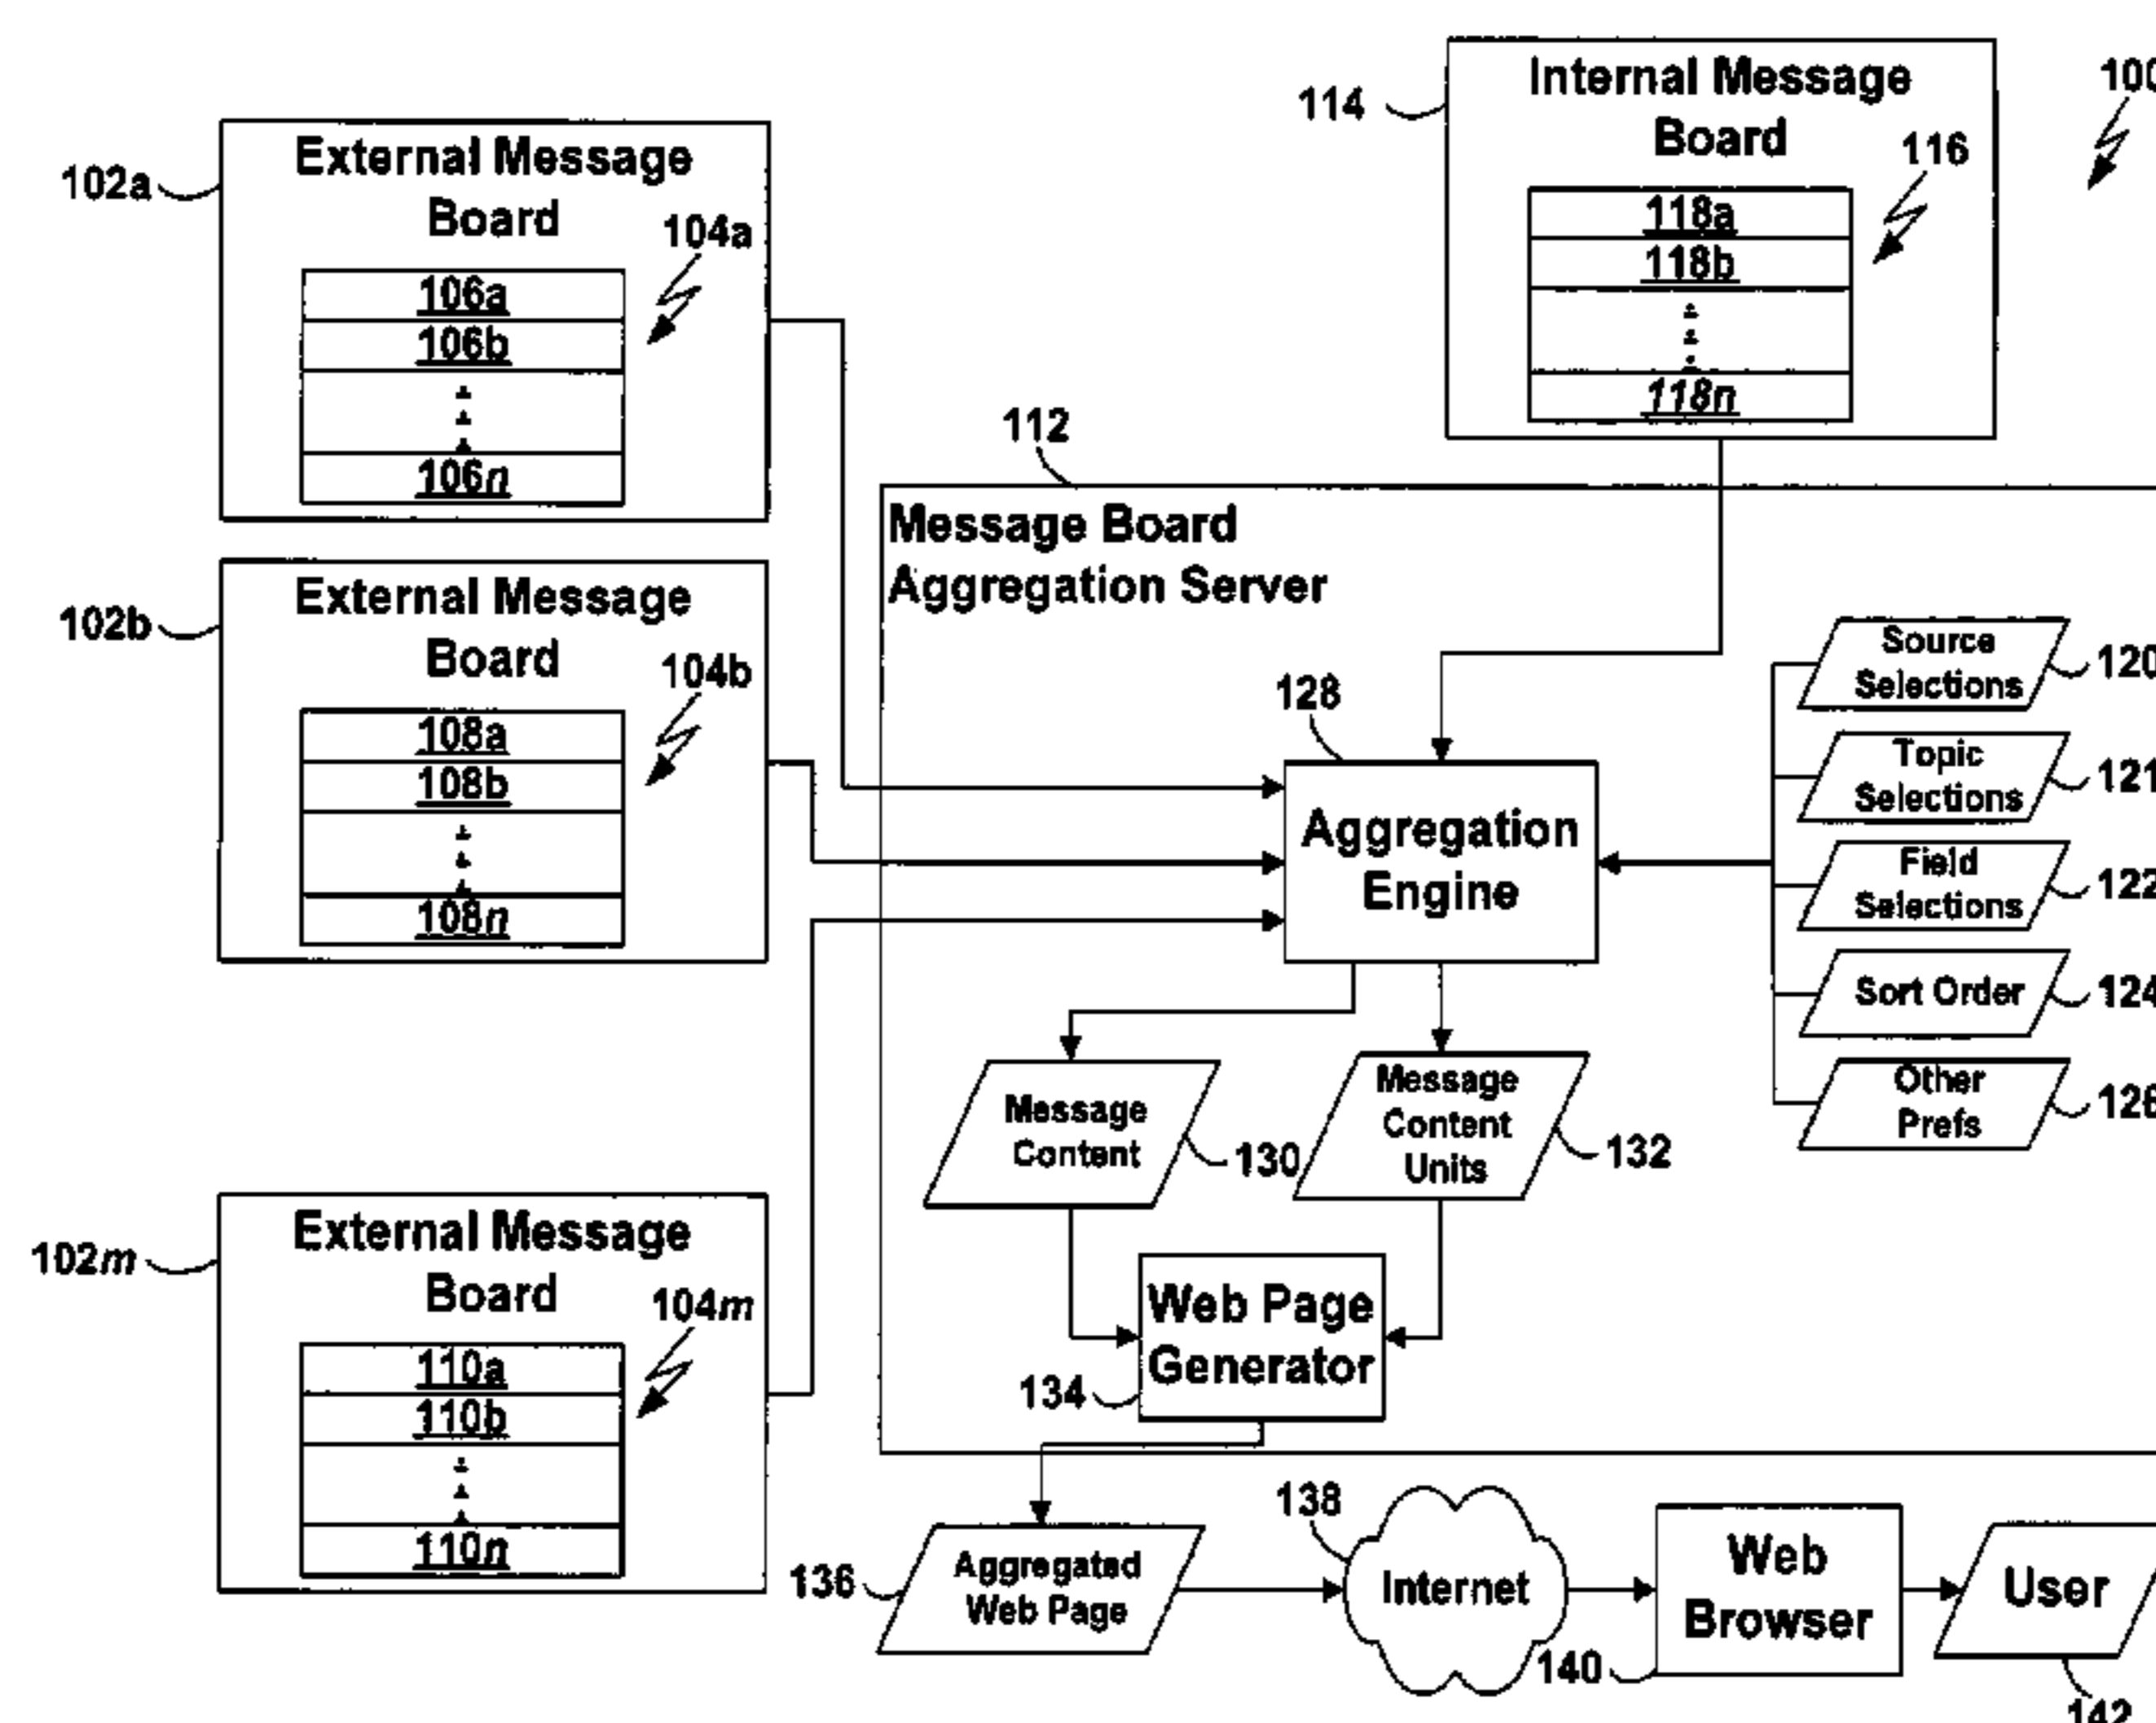 100
Internal Message
Board
114
116
118a
118b
118n
External Message
Board
102a
104a
106a
106b
106n
External Message
Board
102b
104b
108a
108b
108n
External Message
Board
102m
104m
110a
110b
110n
112
Message Board
Aggregation Server
128
Aggregation
Engine
Source
Selections
120
Topic
Selections
121
Field
Selections
122
Sort Order
124
Other
Prefs
Message
Content
130
Message
Content
Units
132
Web Page
Generator
134
136
Aggregated
Web Page
138
Internet
140
Web
Browser
User
142